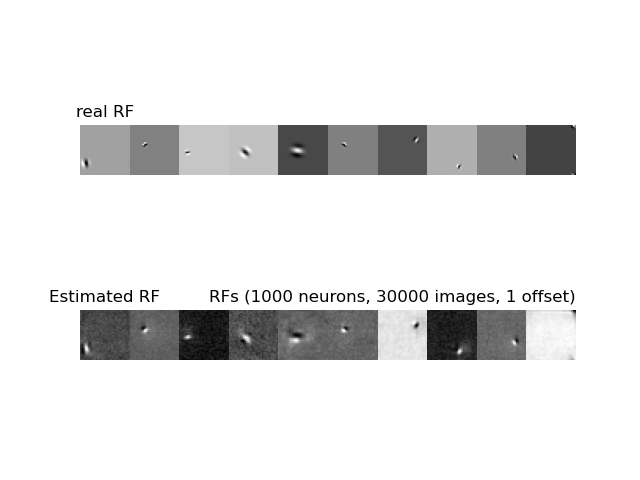 real RF
Estimated RF
RFs (1000 neurons, 30000 images, 1 offset)